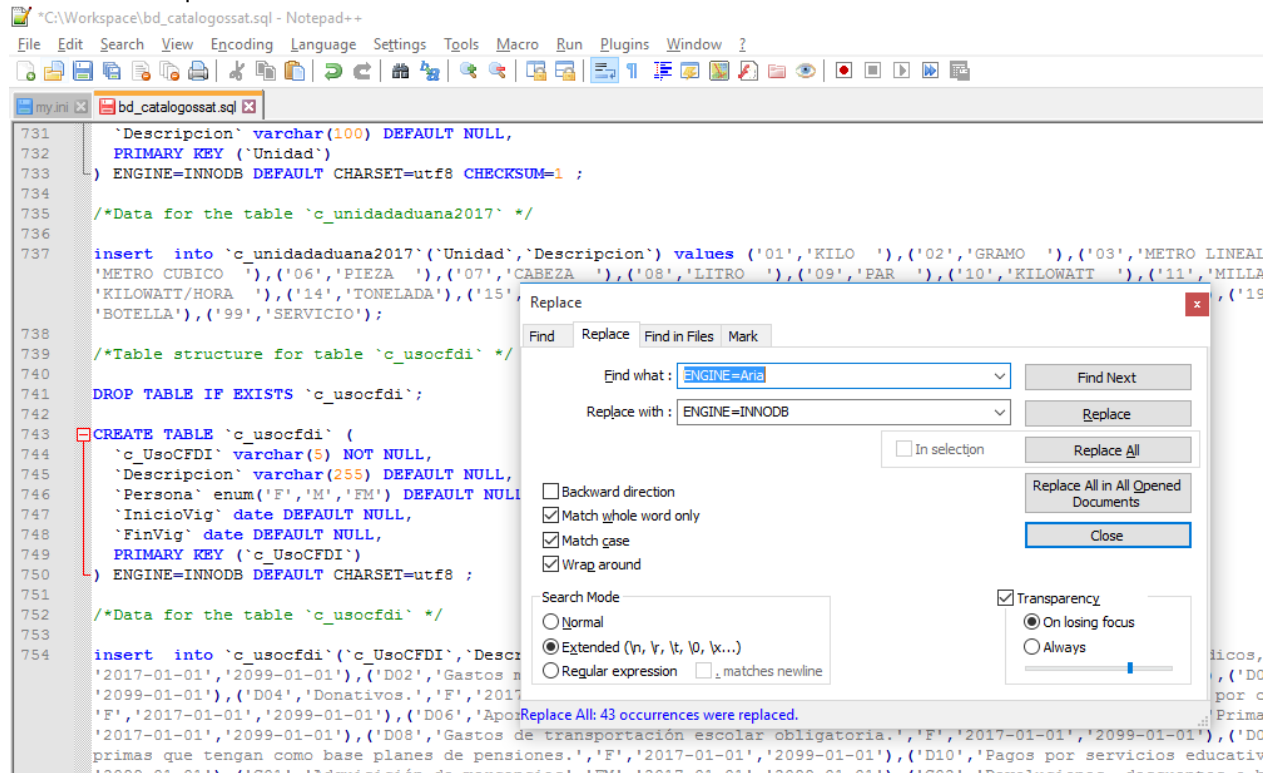 *C:\Workspace\bd_catalogossat.sql - Notepad++
File Edit Search View Encoding Language Settings Tools Macro Run Plugins Window ?
my.ini bd_catalogossat.sql
731 `Descripcion` varchar(100) DEFAULT NULL,
732 PRIMARY KEY (`Unidad`)
733 ) ENGINE=INNODB DEFAULT CHARSET=utf8 CHECKSUM=1 ;
734
735 /*Data for the table `c_unidadaduana2017` */
736
737 insert into `c_unidadaduana2017`(`Unidad`,`Descripcion`) values ('01','KILO '),('02','GRAMO '),('03','METRO LINEAL
'METRO CUBICO '),('06','PIEZA '),('07','CABEZA '),('08','LITRO '),('09','PAR '),('10','KILOWATT '),('11','MILLA
'KILOWATT/HORA '),('14','TONELADA'),('15', ,('19
'BOTELLA'),('99','SERVICIO');
738
739 /*Table structure for table `c_usocfdi` */
740
741 DROP TABLE IF EXISTS `c_usocfdi`;
742
743 CREATE TABLE `c_usocfdi` (
744 `c_UsoCFDI` varchar(5) NOT NULL,
745 `Descripcion` varchar(255) DEFAULT NULL,
746 `Persona` enum('F','M','FM') DEFAULT NULL
747 `InicioVig` date DEFAULT NULL,
748 `FinVig` date DEFAULT NULL,
749 PRIMARY KEY (`c_UsoCFDI`)
750 ) ENGINE=INNODB DEFAULT CHARSET=utf8 ;
751
752 /*Data for the table `c_usocfdi` */
753
754 insert into `c_usocfdi`(`c_UsoCFDI`,`Descr icos,
'2017-01-01','2099-01-01'),('D02','Gastos m ,('D0
'2099-01-01'),('D04','Donativos.','F','2017 por c
'F','2017-01-01','2099-01-01'),('D06','Apor 'Prima
'2017-01-01','2099-01-01'),('D08','Gastos de transportación escolar obligatoria.','F','2017-01-01','2099-01-01'),('D0
primas que tengan como base planes de pensiones.','F','2017-01-01','2099-01-01'),('D10','Pagos por servicios educativ
Replace
x
Find Replace Find in Files Mark
Find what : ENGINE=Aria
Find Next
Replace with : ENGINE=INNODB
Replace
In selection
Replace All
Replace All in All Opened
Documents
Close
Backward direction
Match whole word only
Match case
Wrap around
Search Mode
Normal
Extended (\n, \r, \t, \0, \x...)
Regular expression . matches newline
Transparency
On losing focus
Always
Replace All: 43 occurrences were replaced.